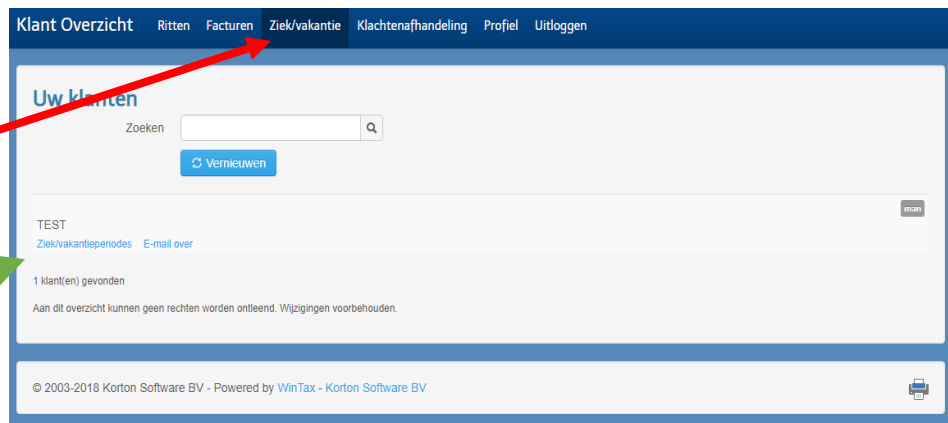 Klant Overzicht Ritten Facturen Ziek/vakantie Klachtenafhandeling Profiel Uitloggen
Uw klanten
Zoeken
Vernieuwen
man
TEST
Ziek/vakantieperiodes E-mail over
1 klant(en) gevonden
Aan dit overzicht kunnen geen rechten worden ontleend. Wijzigingen voorbehouden.
© 2003-2018 Korton Software BV - Powered by WinTax - Korton Software BV